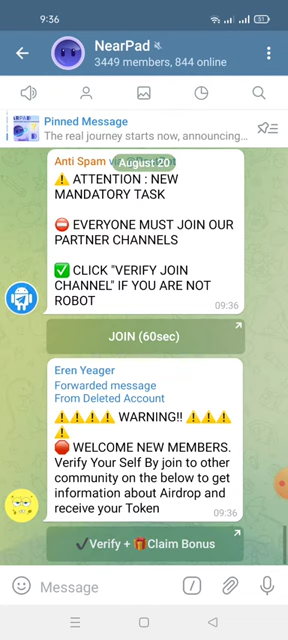 9:36
51
NearPad
3449 members, 844 online
Pinned Message
The real journey starts now, announcing...
Anti Spam
August 20
⚠️ ATTENTION : NEW
MANDATORY TASK
⛔ EVERYONE MUST JOIN OUR
PARTNER CHANNELS
✅ CLICK "VERIFY JOIN
CHANNEL" IF YOU ARE NOT
ROBOT
09:36
JOIN (60sec)
Eren Yeager
Forwarded message
From Deleted Account
⚠️⚠️⚠️⚠️ WARNING!! ⚠️⚠️⚠️
⚠️
🛑 WELCOME NEW MEMBERS.
Verify Your Self By join to other
community on the below to get
information about Airdrop and
receive your Token
09:36
✔️Verify + 🎁Claim Bonus
Message